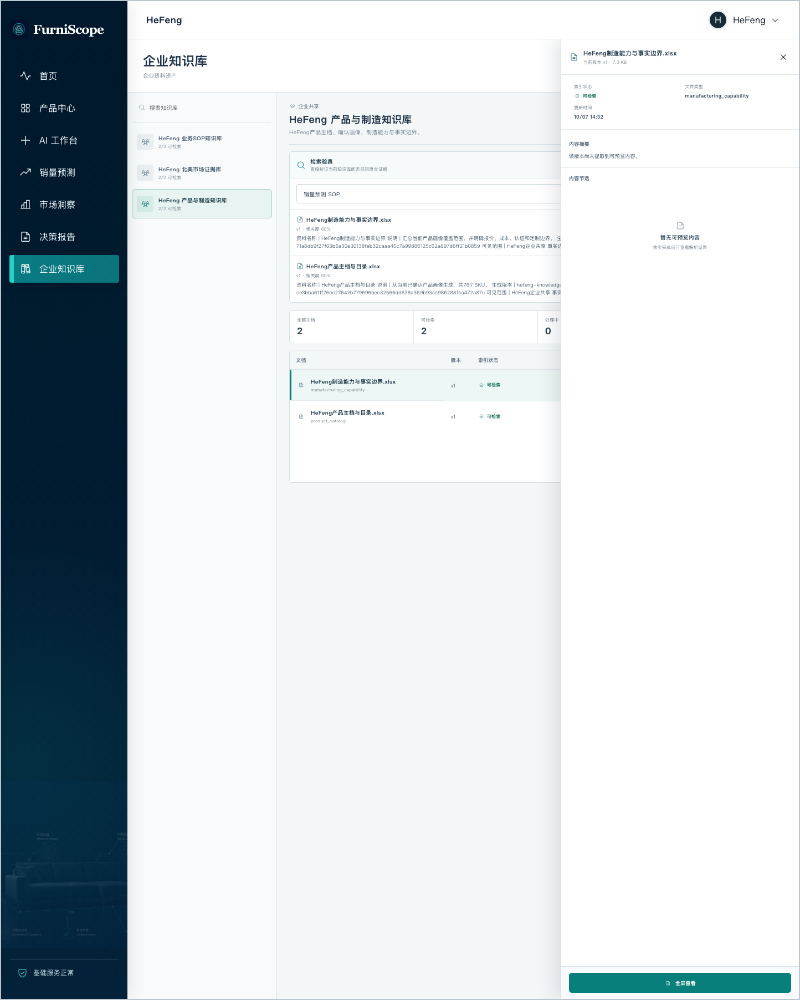 FurniScope
首页
产品中心
AI 工作台
销量预测
市场洞察
决策报告
企业知识库
基础服务正常
HeFeng
H HeFeng
企业知识库
企业资料资产
搜索知识库
HeFeng 业务SOP知识库
2/2 可检索
HeFeng 北美市场证据库
2/2 可检索
HeFeng 产品与制造知识库
2/2 可检索
企业共享
HeFeng 产品与制造知识库
HeFeng产品主档、确认画像、制造能力与事实边界。
检索验真
直接验证当前知识库能否召回原文证据
销量预测 SOP
HeFeng制造能力与事实边界.xlsx
v1 · 相关度 60%
资料名称 | HeFeng制造能力与事实边界 说明 | 汇总当前产品画像覆盖范围，并明确报价、成本、认证和定制边界。 生
71a8db9f27f03b6a30e30138feb32caaa45c7a99886125c62a897d6ff21b0859 可见范围 | HeFeng企业共享 事实边
HeFeng产品主档与目录.xlsx
v1 · 相关度 60%
资料名称 | HeFeng产品主档与目录 说明 | 从当前已确认产品画像生成，共76个SKU。 生成版本 | hefeng-knowledge
ce3bba611f76ec27642b779696bee32566dd638a369b93cc9862881ea472a87c 可见范围 | HeFeng企业共享 事实
全部文档
2
可检索
2
处理中
0
文档 版本 索引状态
HeFeng制造能力与事实边界.xlsx
manufacturing_capability
v1 可检索
HeFeng产品主档与目录.xlsx
product_catalog
v1 可检索
HeFeng制造能力与事实边界.xlsx
当前版本 v1 · 7.3 KB
索引状态
可检索
文件类型
manufacturing_capability
更新时间
10/07 14:32
内容摘要
该版本尚未提取到可预览内容。
内容节选
暂无可预览内容
索引完成后可查看解析结果
全屏查看